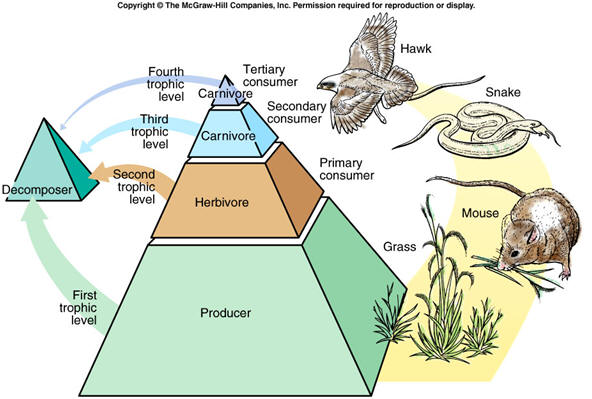 Copyright © The McGraw-Hill Companies, Inc. Permission required for reproduction or display.
Fourth
trophic
level
Tertiary
consumer
Carnivore
Hawk
Secondary
consumer
Snake
Third
trophic
level
Carnivore
Primary
consumer
Decomposer
Second
trophic
level
Herbivore
Mouse
Grass
First
trophic
level
Producer